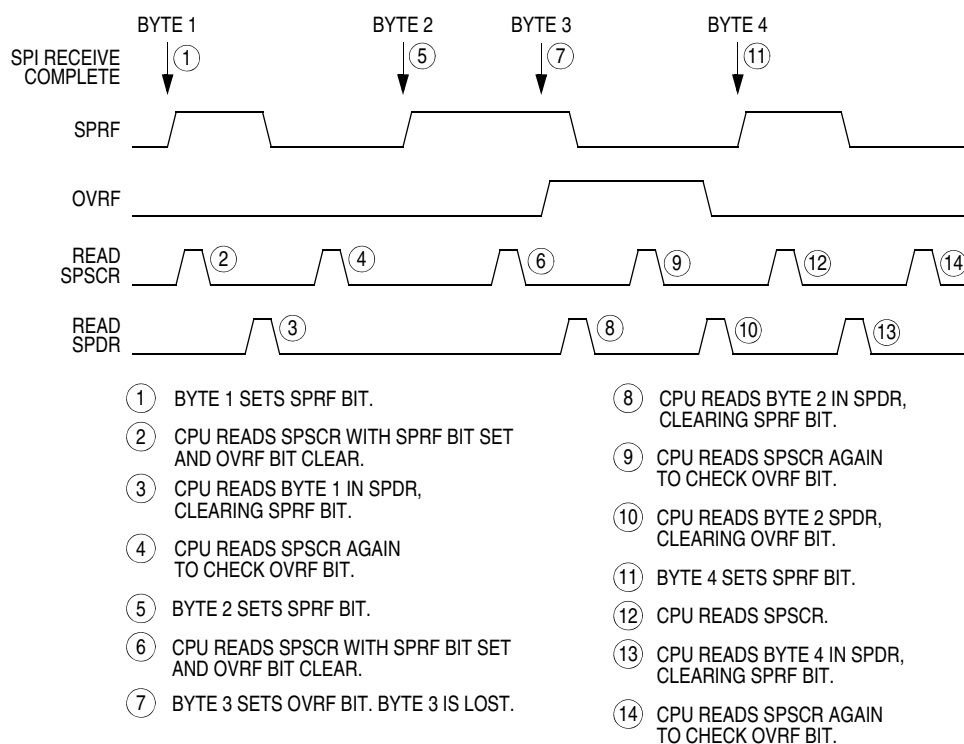 BYTE 1 BYTE 2 BYTE 3 BYTE 4
SPI RECEIVE
COMPLETE
1 5 7 11
SPRF
OVRF
READ
SPSCR
2 4 6 9 12 14
READ
SPDR
3 8 10 13
1 BYTE 1 SETS SPRF BIT.
2 CPU READS SPSCR WITH SPRF BIT SET
AND OVRF BIT CLEAR.
3 CPU READS BYTE 1 IN SPDR,
CLEARING SPRF BIT.
4 CPU READS SPSCR AGAIN
TO CHECK OVRF BIT.
5 BYTE 2 SETS SPRF BIT.
6 CPU READS SPSCR WITH SPRF BIT SET
AND OVRF BIT CLEAR.
7 BYTE 3 SETS OVRF BIT. BYTE 3 IS LOST.
8 CPU READS BYTE 2 IN SPDR,
CLEARING SPRF BIT.
9 CPU READS SPSCR AGAIN
TO CHECK OVRF BIT.
10 CPU READS BYTE 2 SPDR,
CLEARING OVRF BIT.
11 BYTE 4 SETS SPRF BIT.
12 CPU READS SPSCR.
13 CPU READS BYTE 4 IN SPDR,
CLEARING SPRF BIT.
14 CPU READS SPSCR AGAIN
TO CHECK OVRF BIT.